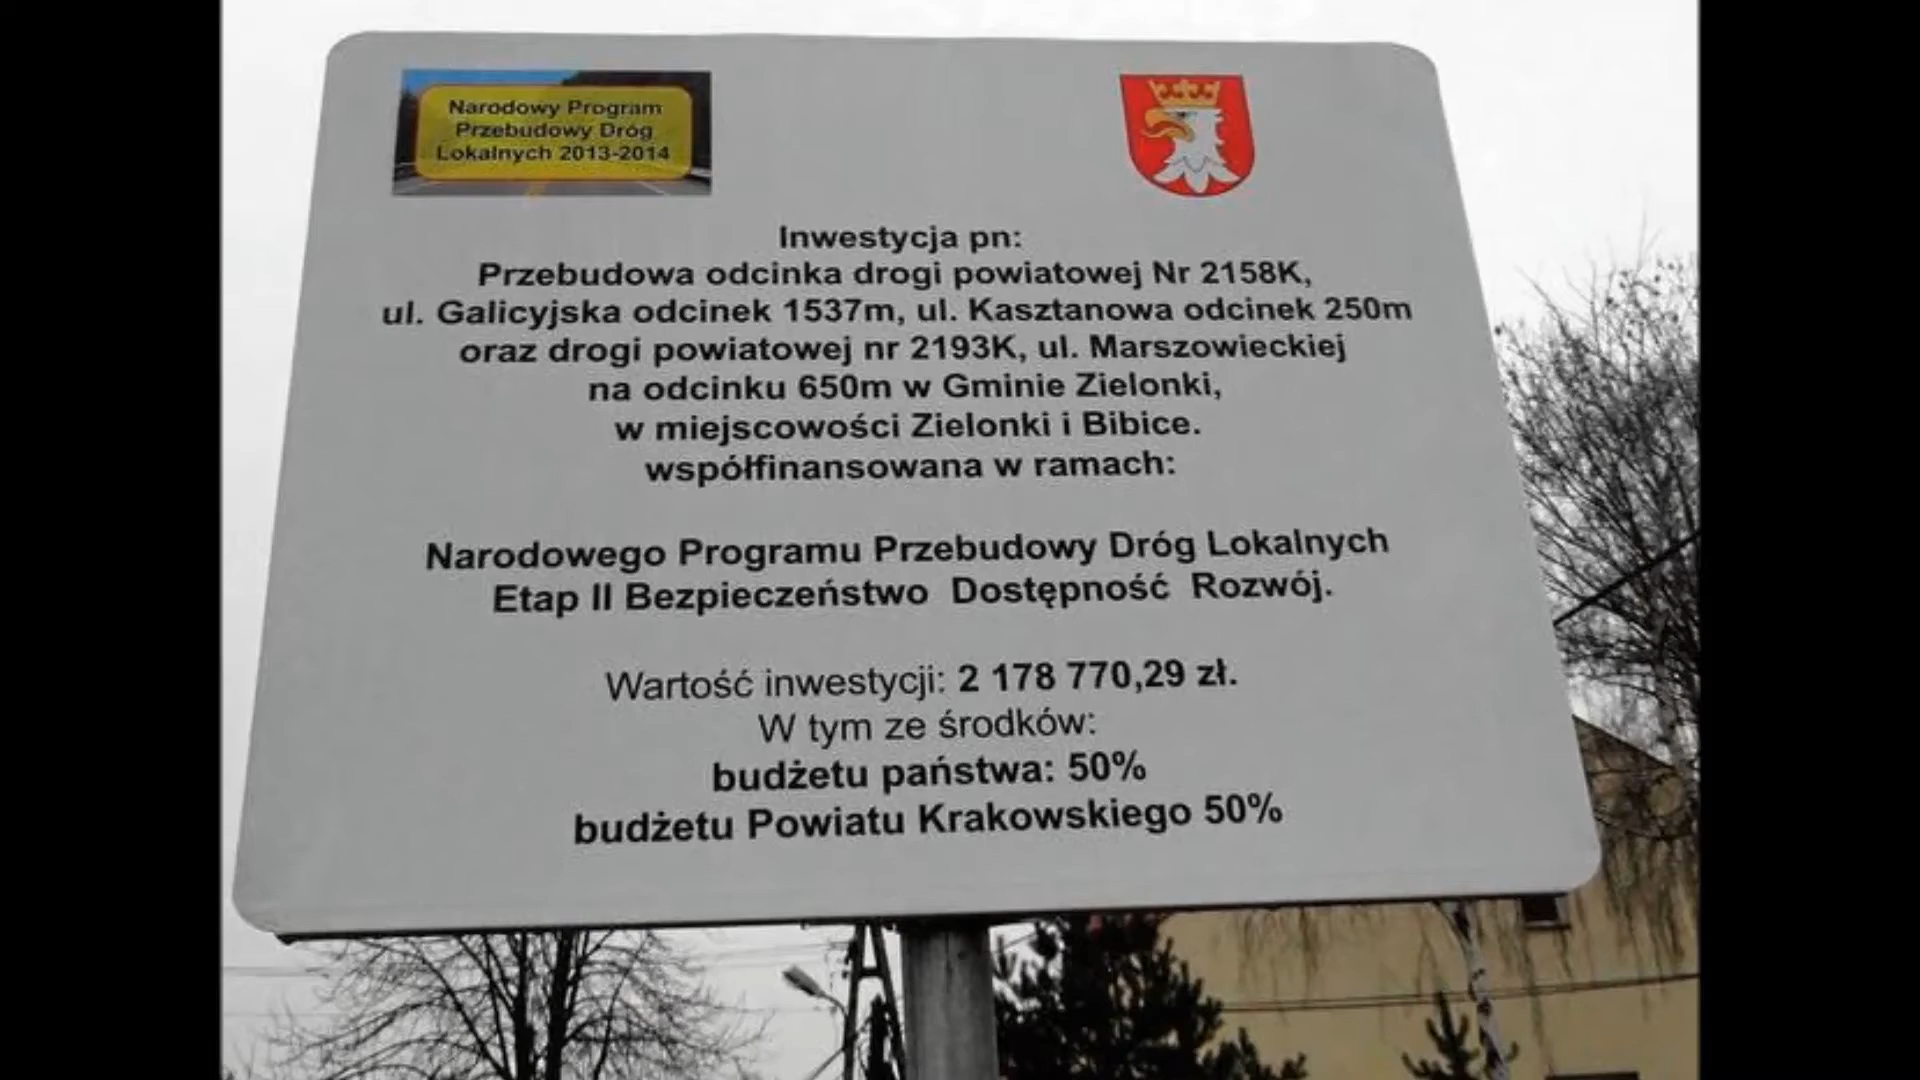 Narodowy Program
Przebudowy Dróg
Lokalnych 2013-2014
Inwestycja pn:
Przebudowa odcinka drogi powiatowej Nr 2158K,
ul. Galicyjska odcinek 1537m, ul. Kasztanowa odcinek 250m
oraz drogi powiatowej nr 2193K, ul. Marszowieckiej
na odcinku 650m w Gminie Zielonki,
w miejscowości Zielonki i Bibice.
współfinansowana w ramach:
Narodowego Programu Przebudowy Dróg Lokalnych
Etap II Bezpieczeństwo Dostępność Rozwój.
Wartość inwestycji: 2 178 770,29 zł.
W tym ze środków:
budżetu państwa: 50%
budżetu Powiatu Krakowskiego 50%